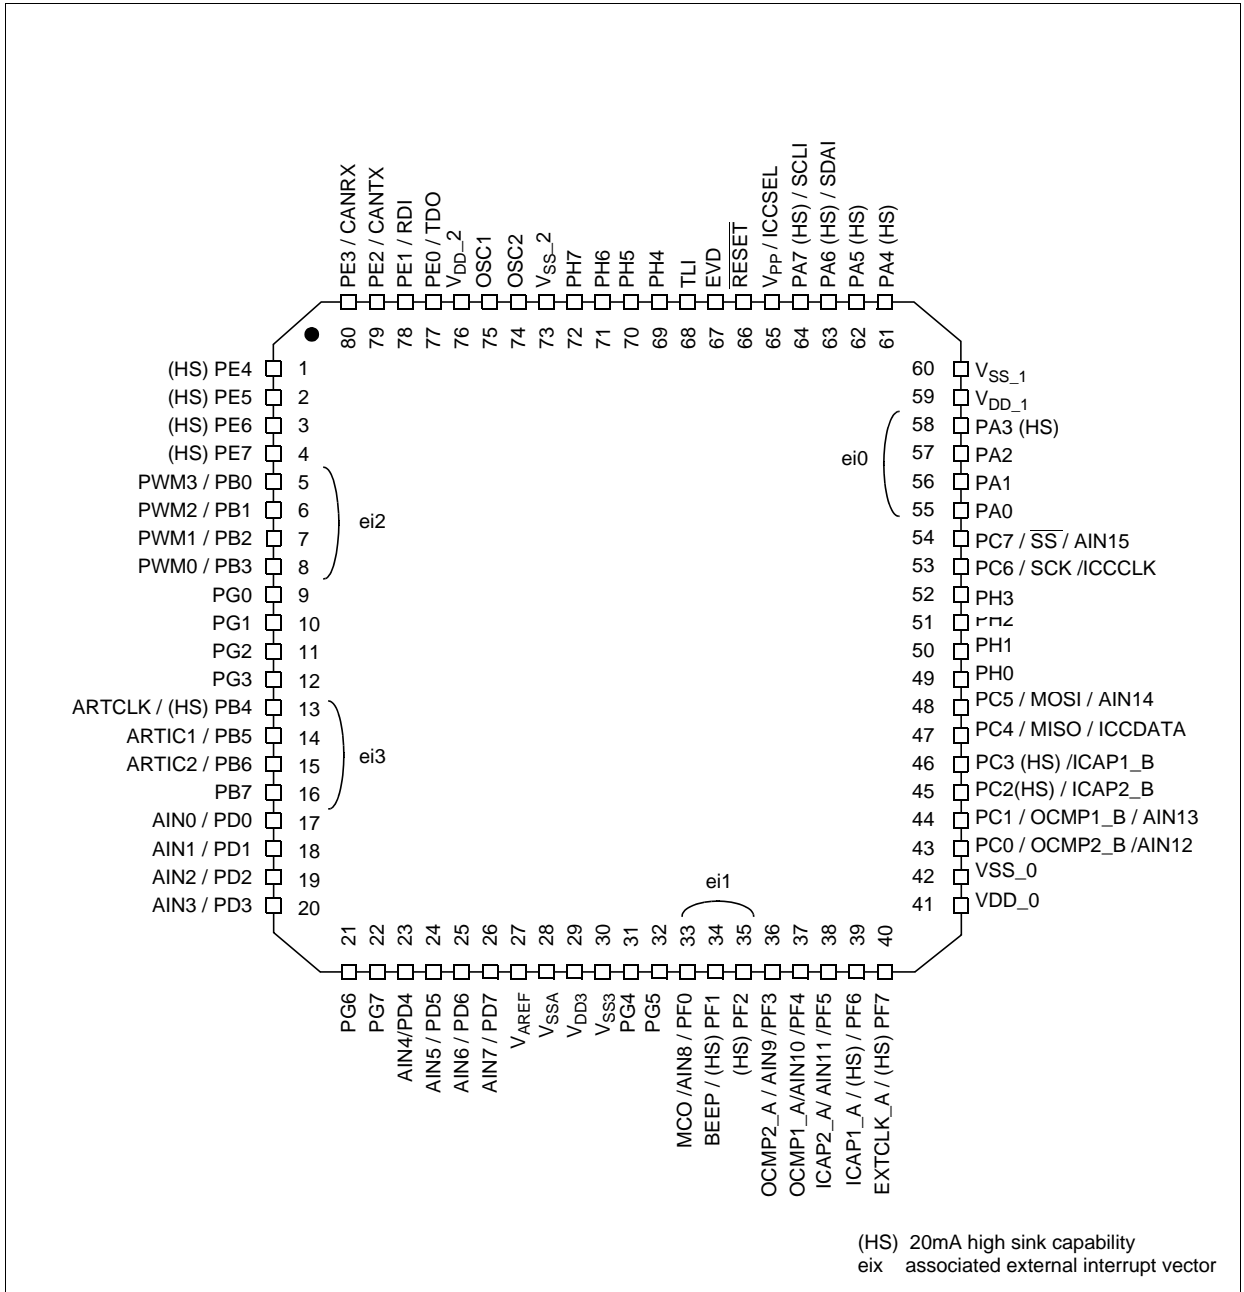 PE3 / CANRX
PE2 / CANTX
PE1 / RDI
PE0 / TDO
VDD_2
OSC1
OSC2
VSS_2
PH7
PH6
PH5
PH4
TLI
EVD
RESET
VPP / ICCSEL
PA7 (HS) / SCLI
PA6 (HS) / SDAI
PA5 (HS)
PA4 (HS)
80
79
78
77
76
75
74
73
72
71
70
69
68
67
66
65
64
63
62
61
(HS) PE4 1
(HS) PE5 2
(HS) PE6 3
(HS) PE7 4
PWM3 / PB0 5
PWM2 / PB1 6
PWM1 / PB2 7
PWM0 / PB3 8
ei2
PG0 9
PG1 10
PG2 11
PG3 12
ARTCLK / (HS) PB4 13
ARTIC1 / PB5 14
ARTIC2 / PB6 15
PB7 16
ei3
AIN0 / PD0 17
AIN1 / PD1 18
AIN2 / PD2 19
AIN3 / PD3 20
60 VSS_1
59 VDD_1
58 PA3 (HS)
57 PA2
56 PA1
55 PA0
ei0
54 PC7 / SS / AIN15
53 PC6 / SCK /ICCCLK
52 PH3
51 PH2
50 PH1
49 PH0
48 PC5 / MOSI / AIN14
47 PC4 / MISO / ICCDATA
46 PC3 (HS) /ICAP1_B
45 PC2(HS) / ICAP2_B
44 PC1 / OCMP1_B / AIN13
43 PC0 / OCMP2_B /AIN12
42 VSS_0
41 VDD_0
ei1
21
22
23
24
25
26
27
28
29
30
31
32
33
34
35
36
37
38
39
40
PG6
PG7
AIN4/PD4
AIN5 / PD5
AIN6 / PD6
AIN7 / PD7
VAREF
VSSA
VDD3
VSS3
PG4
PG5
MCO /AIN8 / PF0
BEEP / (HS) PF1
(HS) PF2
OCMP2_A / AIN9 /PF3
OCMP1_A/AIN10 /PF4
ICAP2_A/ AIN11 /PF5
ICAP1_A / (HS) / PF6
EXTCLK_A / (HS) PF7
(HS) 20mA high sink capability
eix associated external interrupt vector